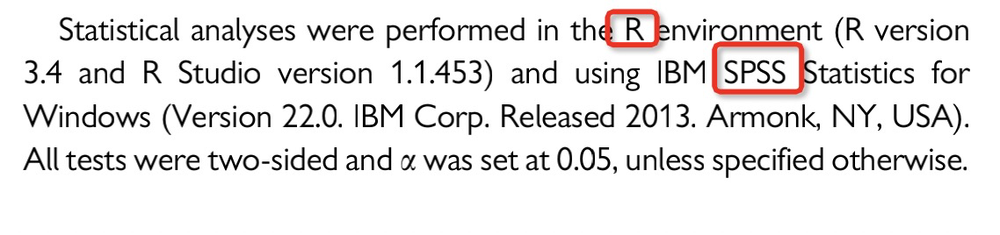 Statistical analyses were performed in the R environment (R version
3.4 and R Studio version 1.1.453) and using IBM SPSS Statistics for
Windows (Version 22.0. IBM Corp. Released 2013. Armonk, NY, USA).
All tests were two-sided and α was set at 0.05, unless specified otherwise.